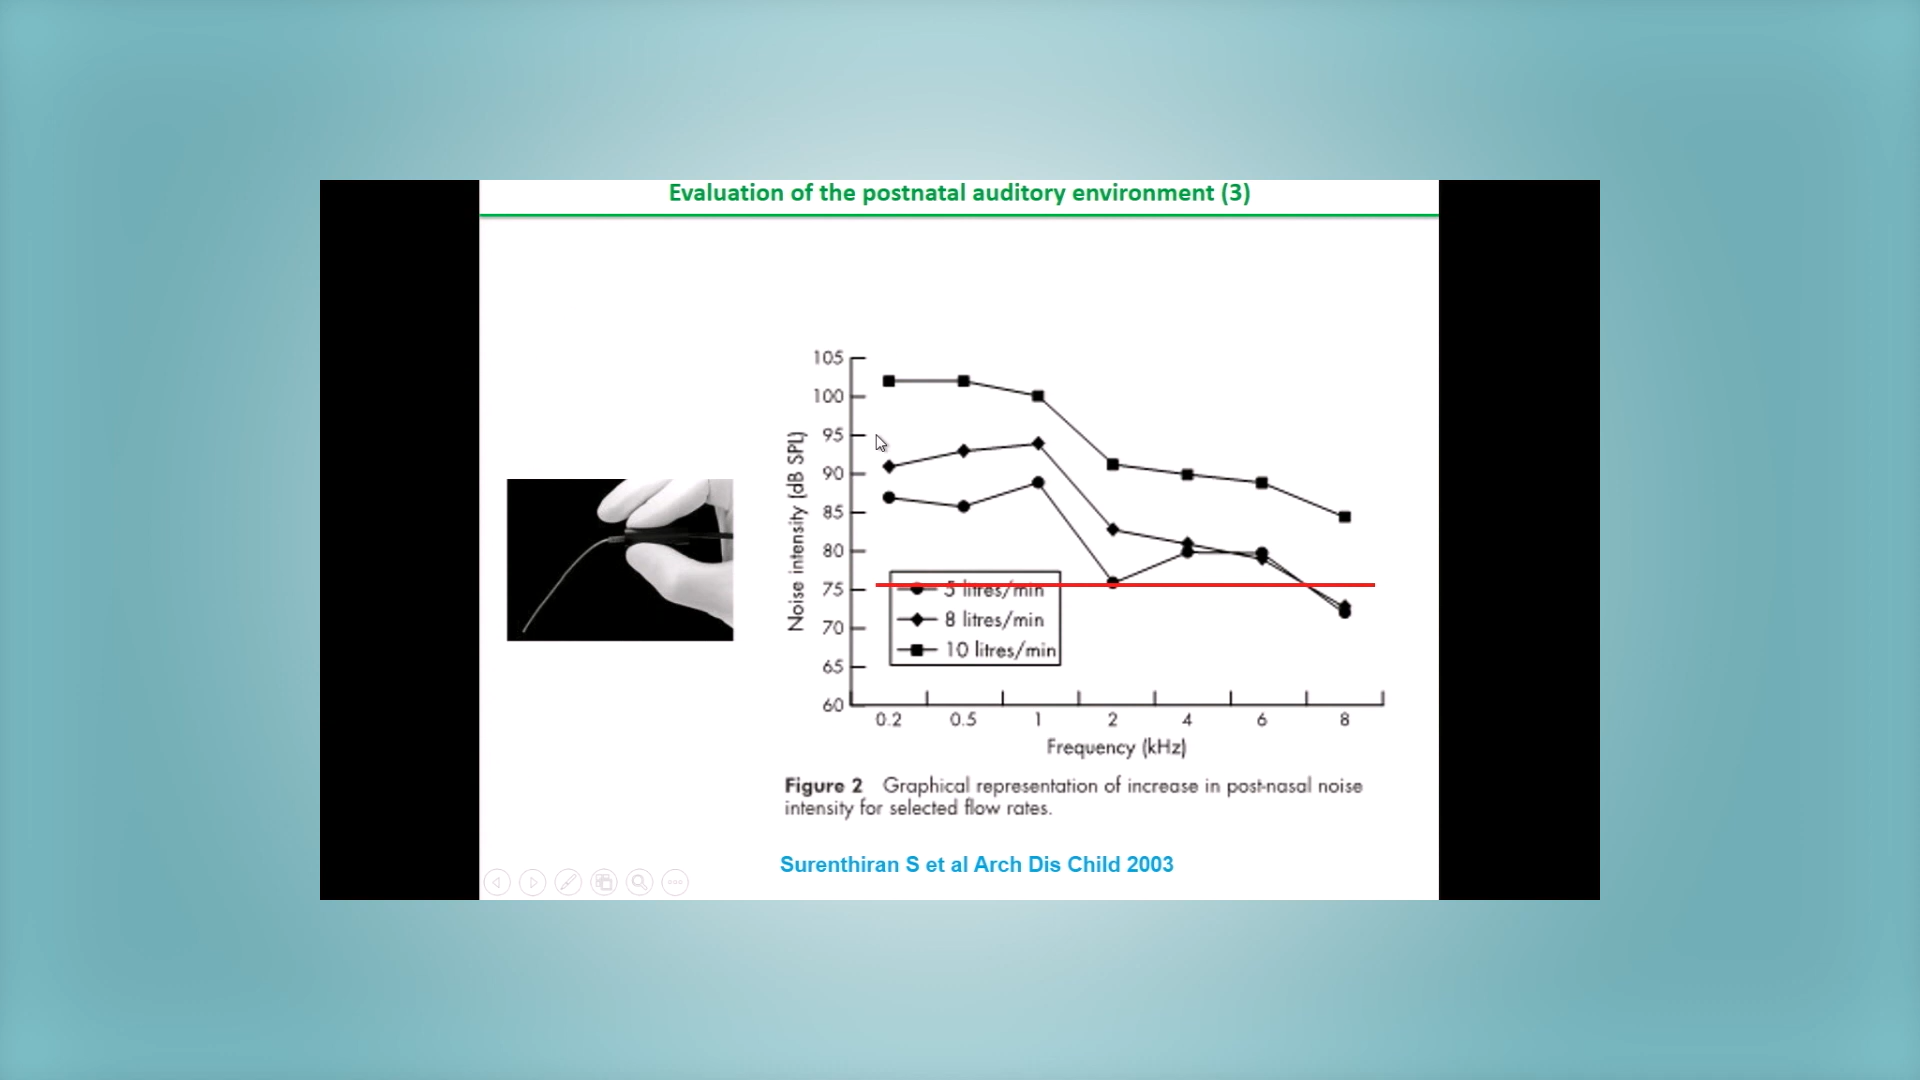 Evaluation of the postnatal auditory environment (3)
105
100
95
90
85
80
75
70
65
60
Noise intensity (dB SPL)
5 litres/min
8 litres/min
10 litres/min
0.2 0.5 1 2 4 6 8
Frequency (kHz)
Figure 2 Graphical representation of increase in post-nasal noise
intensity for selected flow rates.
Surenthiran S et al Arch Dis Child 2003